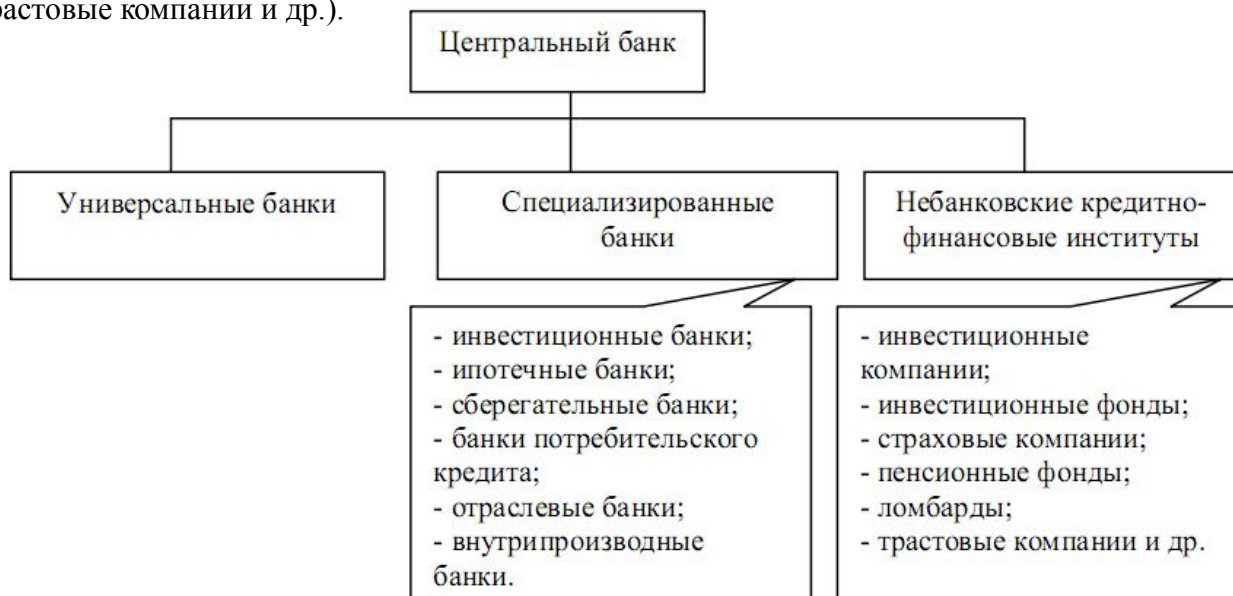 растовые компании и др.).
Центральный банк
Универсальные банки
Специализированные
банки
Небанковские кредитно-
финансовые институты
- инвестиционные банки;
- ипотечные банки;
- сберегательные банки;
- банки потребительского
кредита;
- отраслевые банки;
- внутрипроизводные
банки.
- инвестиционные
компании;
- инвестиционные фонды;
- страховые компании;
- пенсионные фонды;
- ломбарды;
- трастовые компании и др.